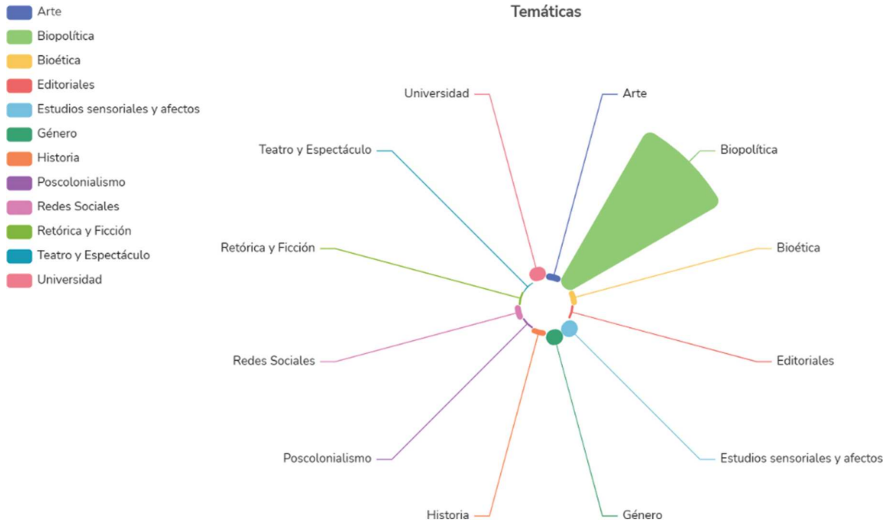 Temáticas
Arte
Biopolítica
Bioética
Editoriales
Estudios sensoriales y afectos
Género
Historia
Poscolonialismo
Redes Sociales
Retórica y Ficción
Teatro y Espectáculo
Universidad
Universidad
Arte
Teatro y Espectáculo
Biopolítica
Retórica y Ficción
Bioética
Redes Sociales
Editoriales
Poscolonialismo
Estudios sensoriales y afectos
Historia
Género